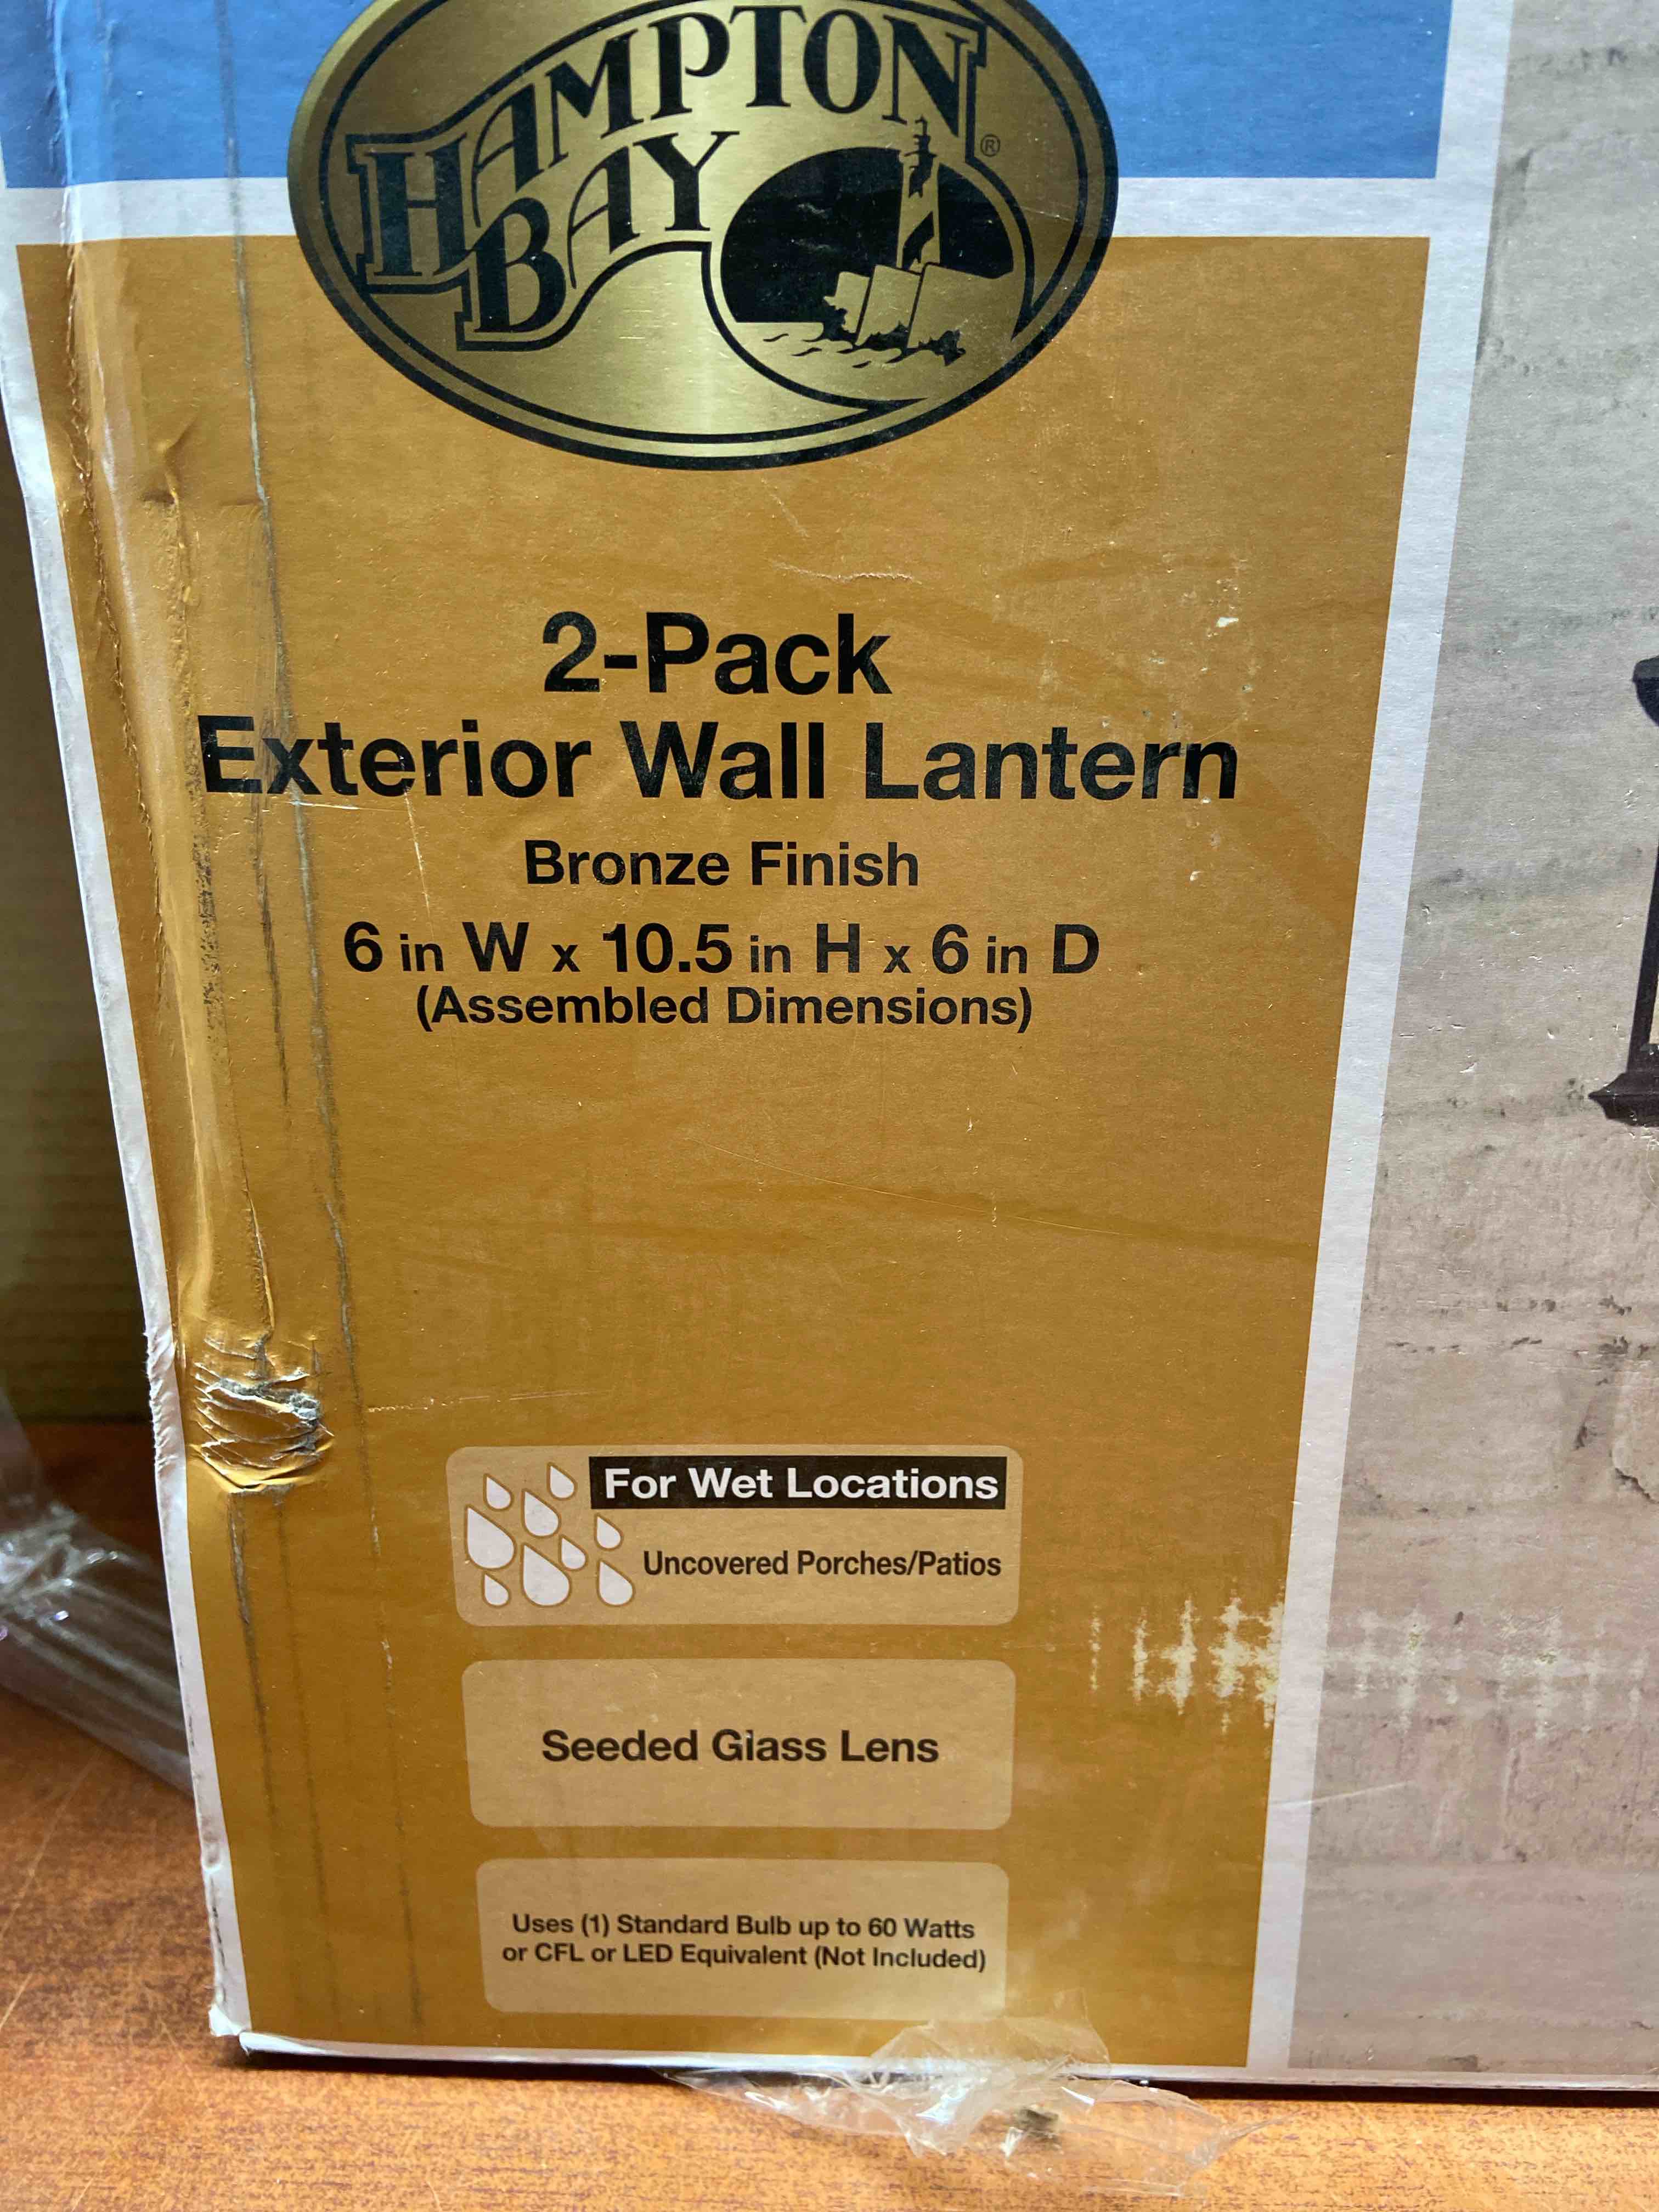 HAMPTON
BAY ®
2-Pack
Exterior Wall Lantern
Bronze Finish
6 in W x 10.5 in H x 6 in D
(Assembled Dimensions)
For Wet Locations
Uncovered Porches/Patios
Seeded Glass Lens
Uses (1) Standard Bulb up to 60 Watts
or CFL or LED Equivalent (Not Included)